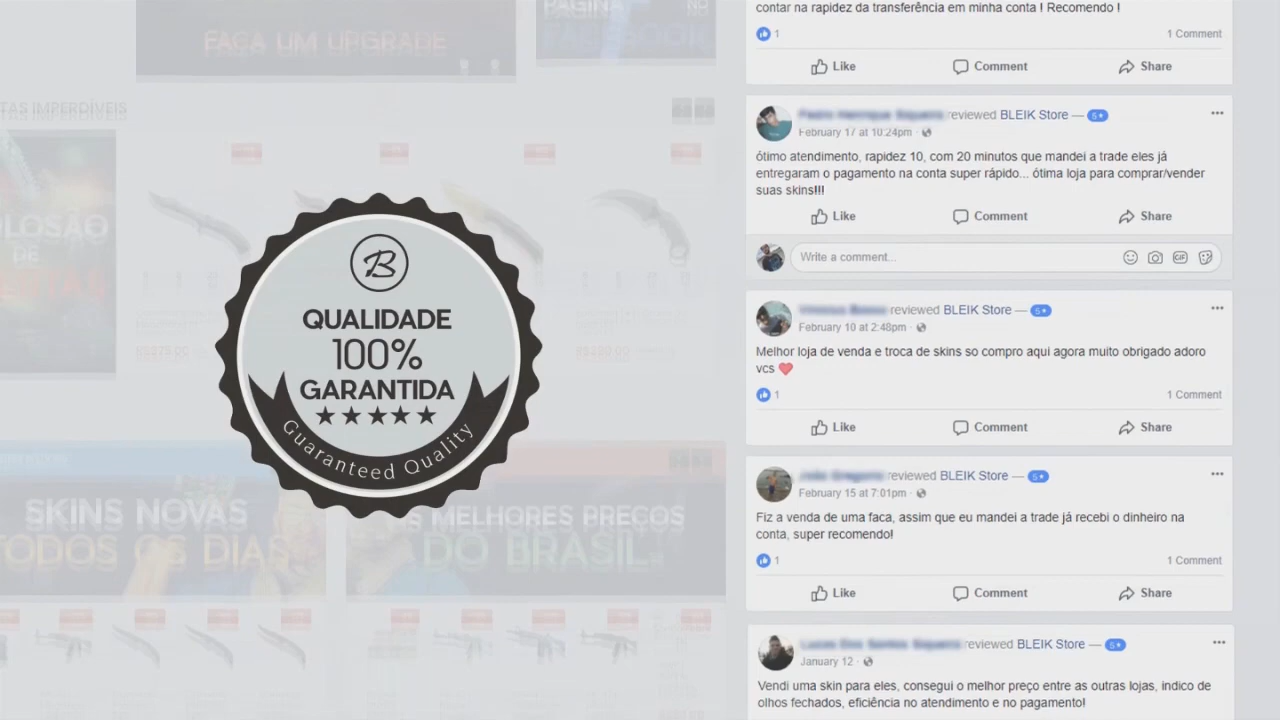 PÁGINA
NO
FACEBOOK
FAÇA UM UPGRADE
TAS IMPERDÍVEIS
PLOSÃO
DE
B
QUALIDADE
100%
GARANTIDA
★★★★★
Guaranteed Quality
SKINS NOVAS
TODOS OS DIAS
OS MELHORES PREÇOS
DO BRASIL
contar na rapidez da transferência em minha conta ! Recomendo !
1
1 Comment
Like Comment Share
reviewed BLEIK Store — 5★
February 17 at 10:24pm ·
ótimo atendimento, rapidez 10, com 20 minutos que mandei a trade eles já
entregaram o pagamento na conta super rápido... ótima loja para comprar/vender
suas skins!!!
Like Comment Share
Write a comment...
GIF
reviewed BLEIK Store — 5★
February 10 at 2:48pm ·
Melhor loja de venda e troca de skins so compro aqui agora muito obrigado adoro
vcs ❤
1
1 Comment
Like Comment Share
reviewed BLEIK Store — 5★
February 15 at 7:01pm ·
Fiz a venda de uma faca, assim que eu mandei a trade já recebi o dinheiro na
conta, super recomendo!
1
1 Comment
Like Comment Share
reviewed BLEIK Store — 5★
January 12 ·
Vendi uma skin para eles, consegui o melhor preço entre as outras lojas, indico de
olhos fechados, eficiência no atendimento e no pagamento!